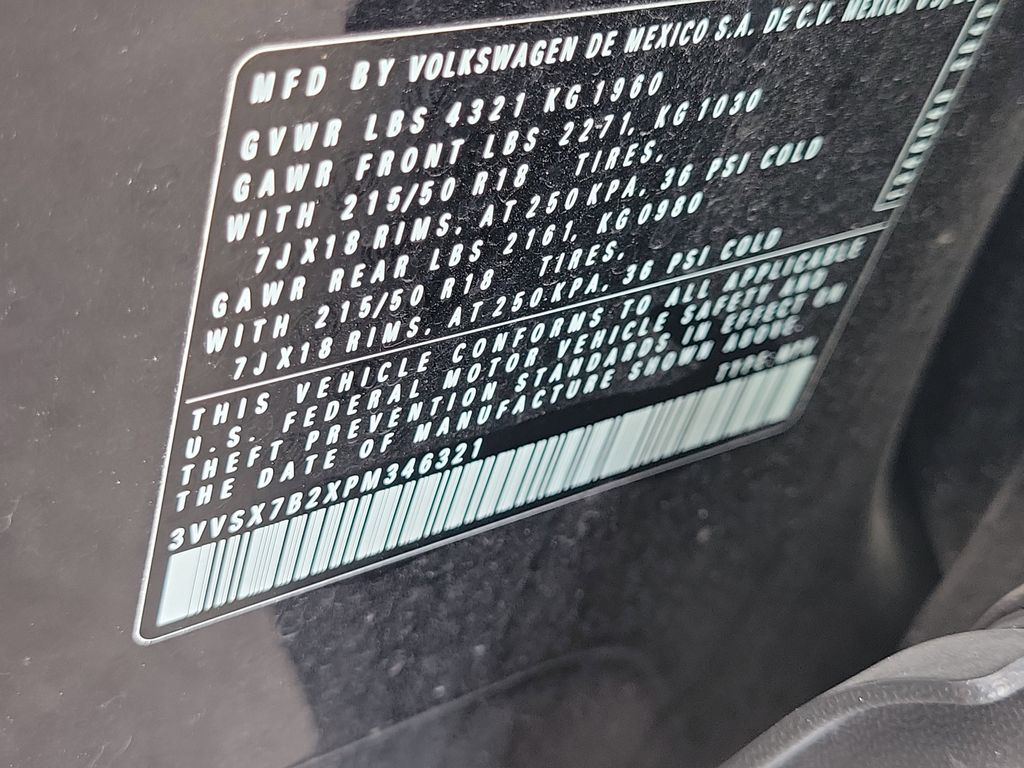 MFD BY VOLKSWAGEN DE MEXICO S.A. DE C.V. MEXICO
GVWR LBS 4321 KG 1960
GAWR FRONT LBS 2271, KG 1030
WITH 215/50 R18 TIRES,
7JX18 RIMS, AT 250 KPA, 36 PSI COLD
GAWR REAR LBS 2161, KG 0980
WITH 215/50 R18 TIRES,
7JX18 RIMS, AT 250 KPA, 36 PSI COLD
THIS VEHICLE CONFORMS TO ALL APPLICABLE
U.S. FEDERAL MOTOR VEHICLE SAFETY AND
THEFT PREVENTION STANDARDS IN EFFECT ON
THE DATE OF MANUFACTURE SHOWN ABOVE.
3VVSX7B2XPM346321 TYPE: MPV